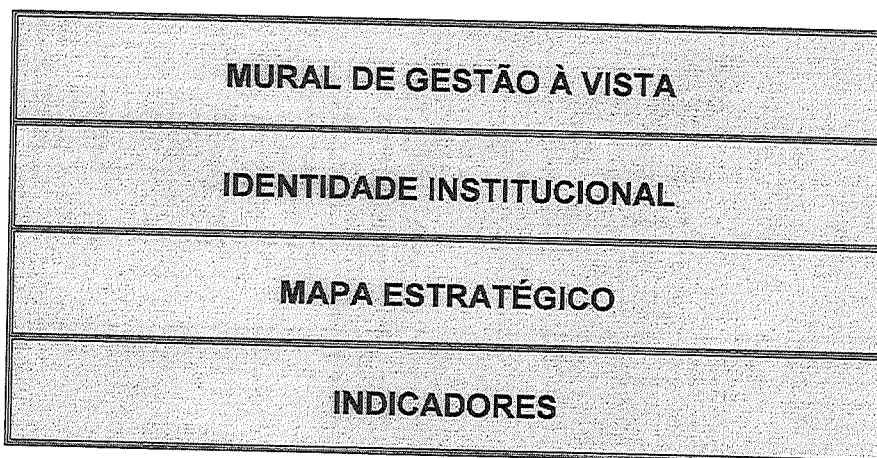 MURAL DE GESTÃO À VISTA
IDENTIDADE INSTITUCIONAL
MAPA ESTRATÉGICO
INDICADORES